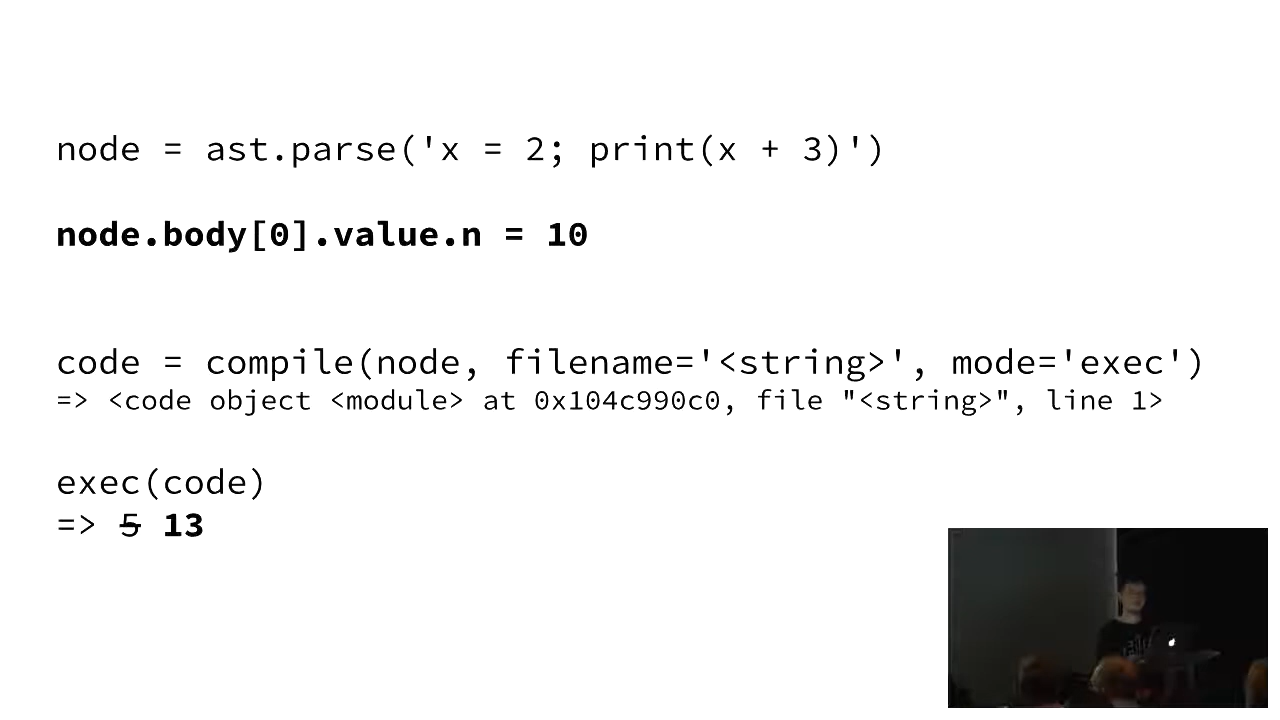 node = ast.parse('x = 2; print(x + 3)')
node.body[0].value.n = 10
code = compile(node, filename='<string>', mode='exec')
=> <code object <module> at 0x104c990c0, file "<string>", line 1>
exec(code)
=> 5 13